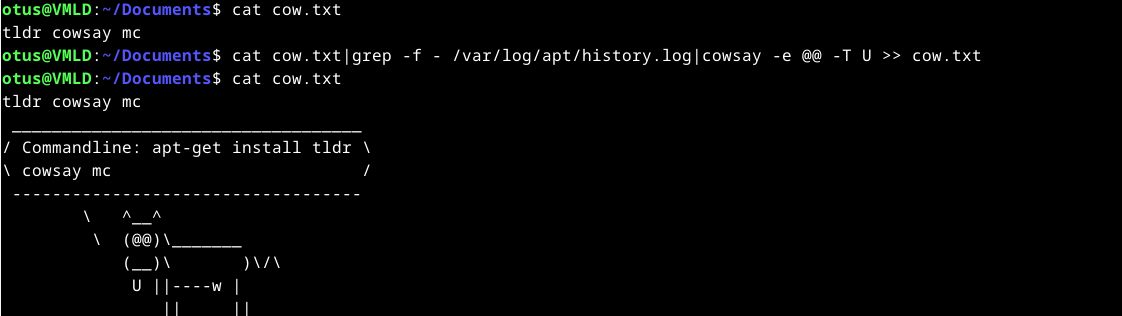 otus@VMLD:~/Documents$ cat cow.txt
tldr cowsay mc
otus@VMLD:~/Documents$ cat cow.txt|grep -f - /var/log/apt/history.log|cowsay -e @@ -T U >> cow.txt
otus@VMLD:~/Documents$ cat cow.txt
tldr cowsay mc
 ___________________________________
/ Commandline: apt-get install tldr \
\ cowsay mc                         /
 -----------------------------------
        \   ^__^
         \  (@@)\_______
            (__)\       )\/\
             U ||----w |
                ||     ||